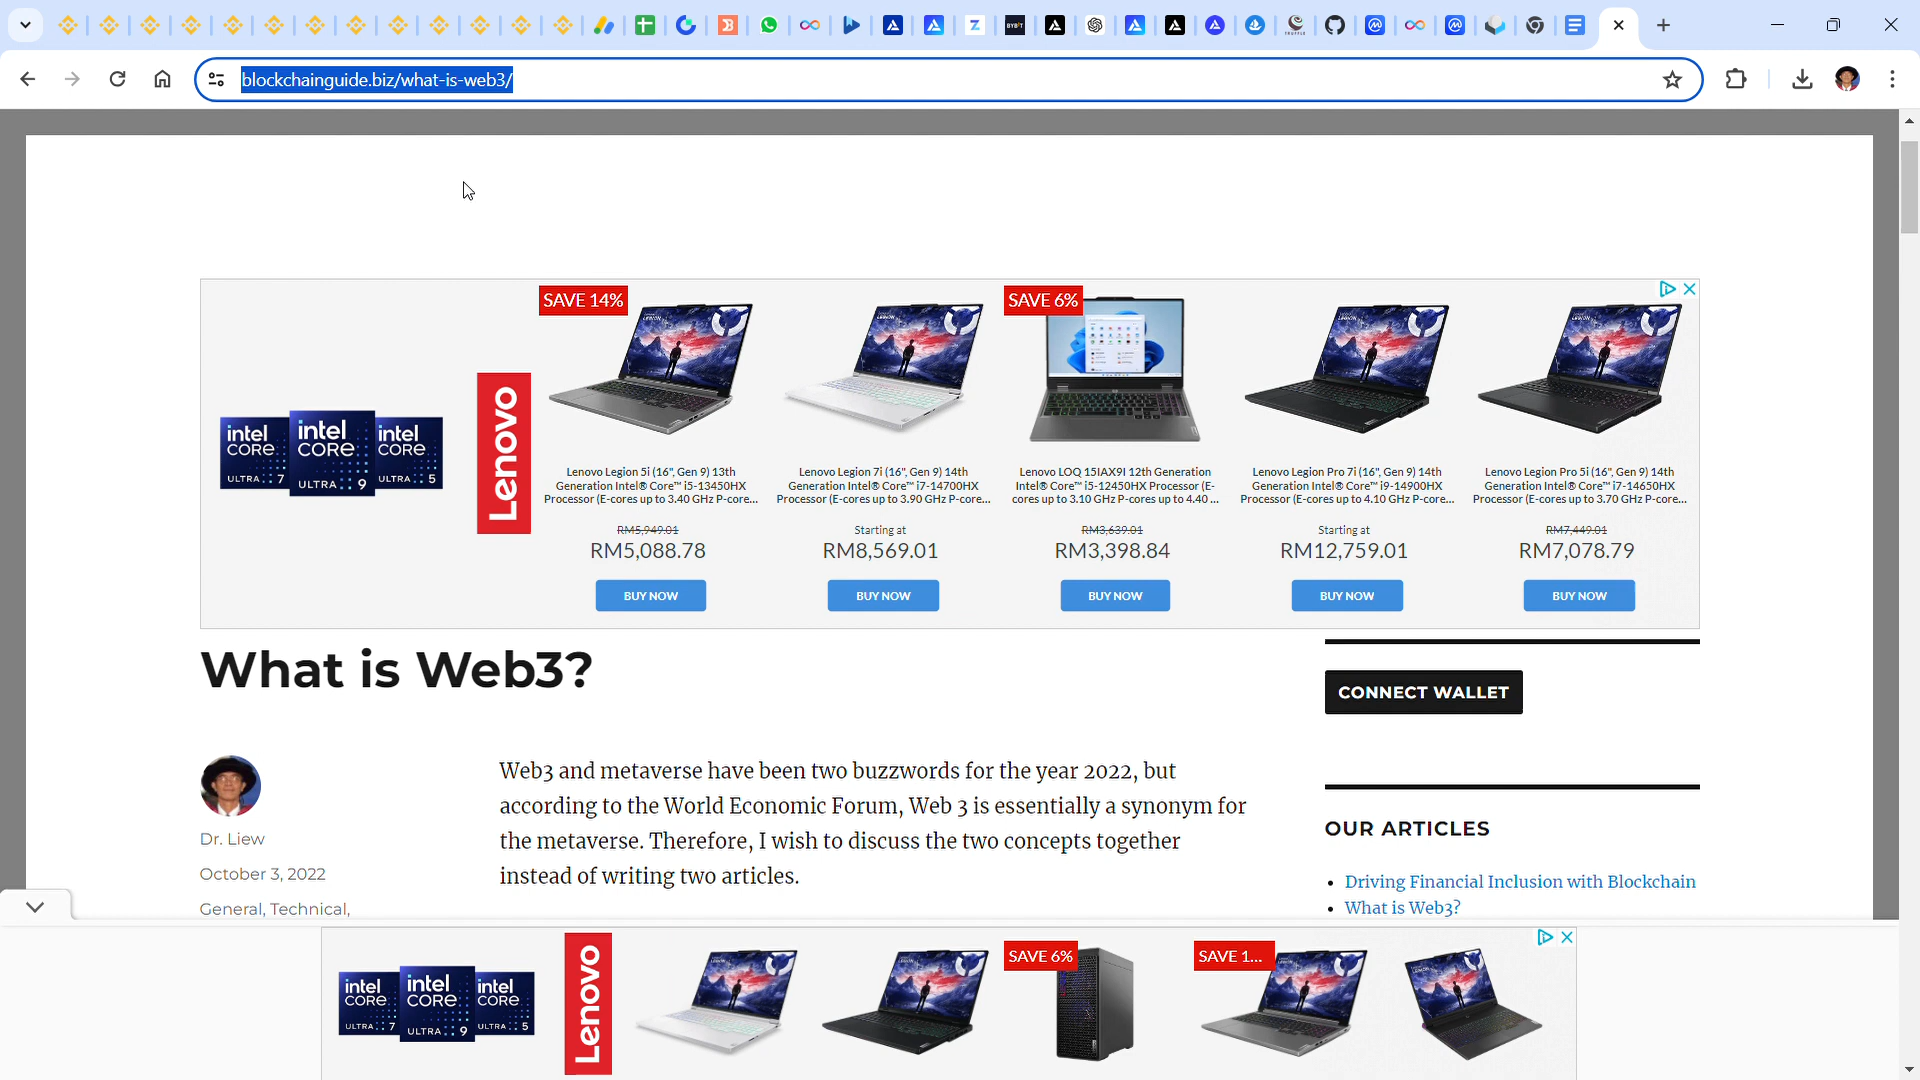 blockchainguide.biz/what-is-web3/
SAVE 14%
SAVE 6%
intel
CORE
ULTRA 7
intel
CORE
ULTRA 9
intel
CORE
ULTRA 5
Lenovo
Lenovo Legion 5i (16", Gen 9) 13th
Generation Intel® Core™ i5-13450HX
Processor (E-cores up to 3.40 GHz P-core...
RM5,949.01
RM5,088.78
BUY NOW
Lenovo Legion 7i (16", Gen 9) 14th
Generation Intel® Core™ i7-14700HX
Processor (E-cores up to 3.90 GHz P-core...
Starting at
RM8,569.01
BUY NOW
Lenovo LOQ 15IAX9I 12th Generation
Intel® Core™ i5-12450HX Processor (E-
cores up to 3.10 GHz P-cores up to 4.40 ...
RM3,639.01
RM3,398.84
BUY NOW
Lenovo Legion Pro 7i (16", Gen 9) 14th
Generation Intel® Core™ i9-14900HX
Processor (E-cores up to 4.10 GHz P-core...
Starting at
RM12,759.01
BUY NOW
Lenovo Legion Pro 5i (16", Gen 9) 14th
Generation Intel® Core™ i7-14650HX
Processor (E-cores up to 3.70 GHz P-core...
RM7,449.01
RM7,078.79
BUY NOW
What is Web3?
Dr. Liew
October 3, 2022
General, Technical,
Web3 and metaverse have been two buzzwords for the year 2022, but
according to the World Economic Forum, Web 3 is essentially a synonym for
the metaverse. Therefore, I wish to discuss the two concepts together
instead of writing two articles.
CONNECT WALLET
OUR ARTICLES
Driving Financial Inclusion with Blockchain
What is Web3?
intel
CORE
ULTRA 7
intel
CORE
ULTRA 9
intel
CORE
ULTRA 5
Lenovo
SAVE 6%
SAVE 1...